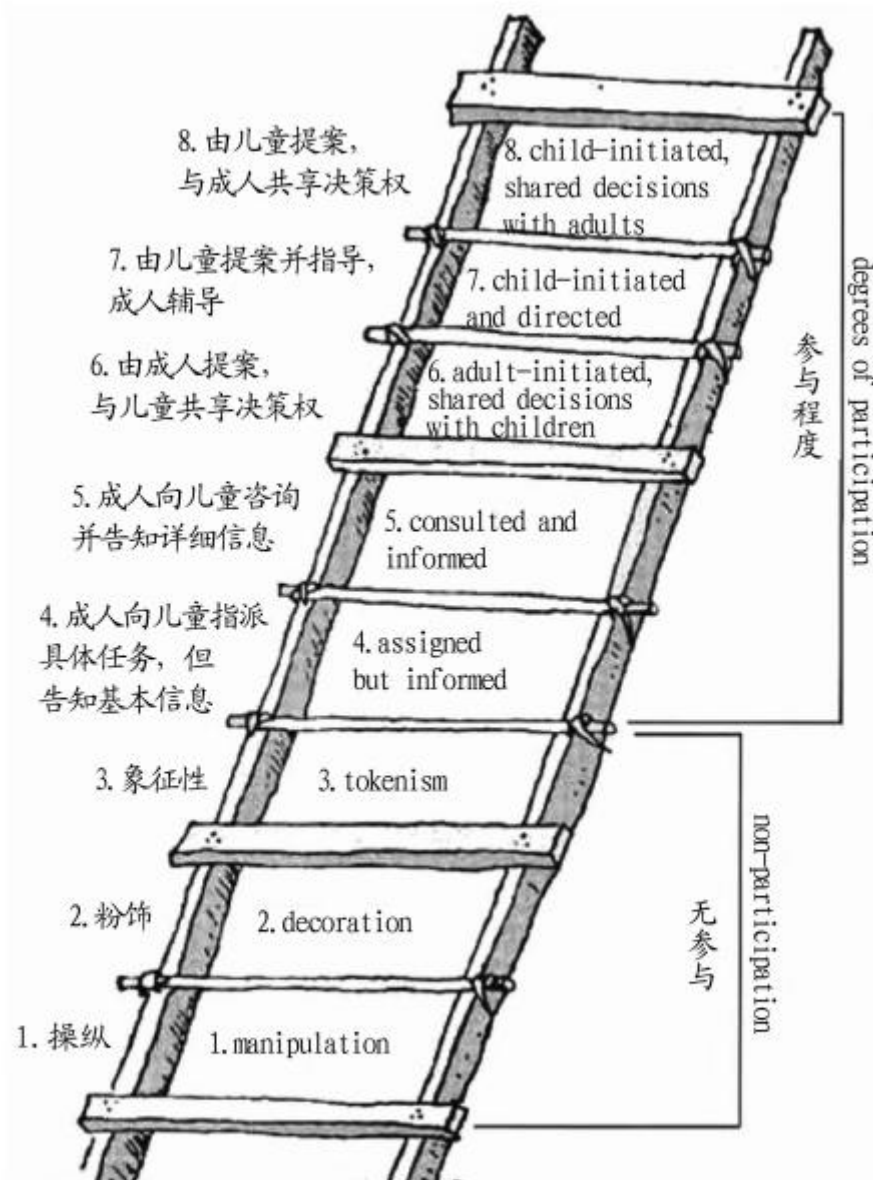 8.由儿童提案，
与成人共享决策权
8.child-initiated,
shared decisions
with adults
7.由儿童提案并指导，
成人辅导
7.child-initiated
and directed
6.由成人提案，
与儿童共享决策权
6.adult-initiated,
shared decisions
with children
5.成人向儿童咨询
并告知详细信息
5.consulted and
informed
4.成人向儿童指派
具体任务，但
告知基本信息
4.assigned
but informed
3.象征性
3.tokenism
2.粉饰
2.decoration
1.操纵
1.manipulation
参与程度
degrees of participation
无参与
non-participation